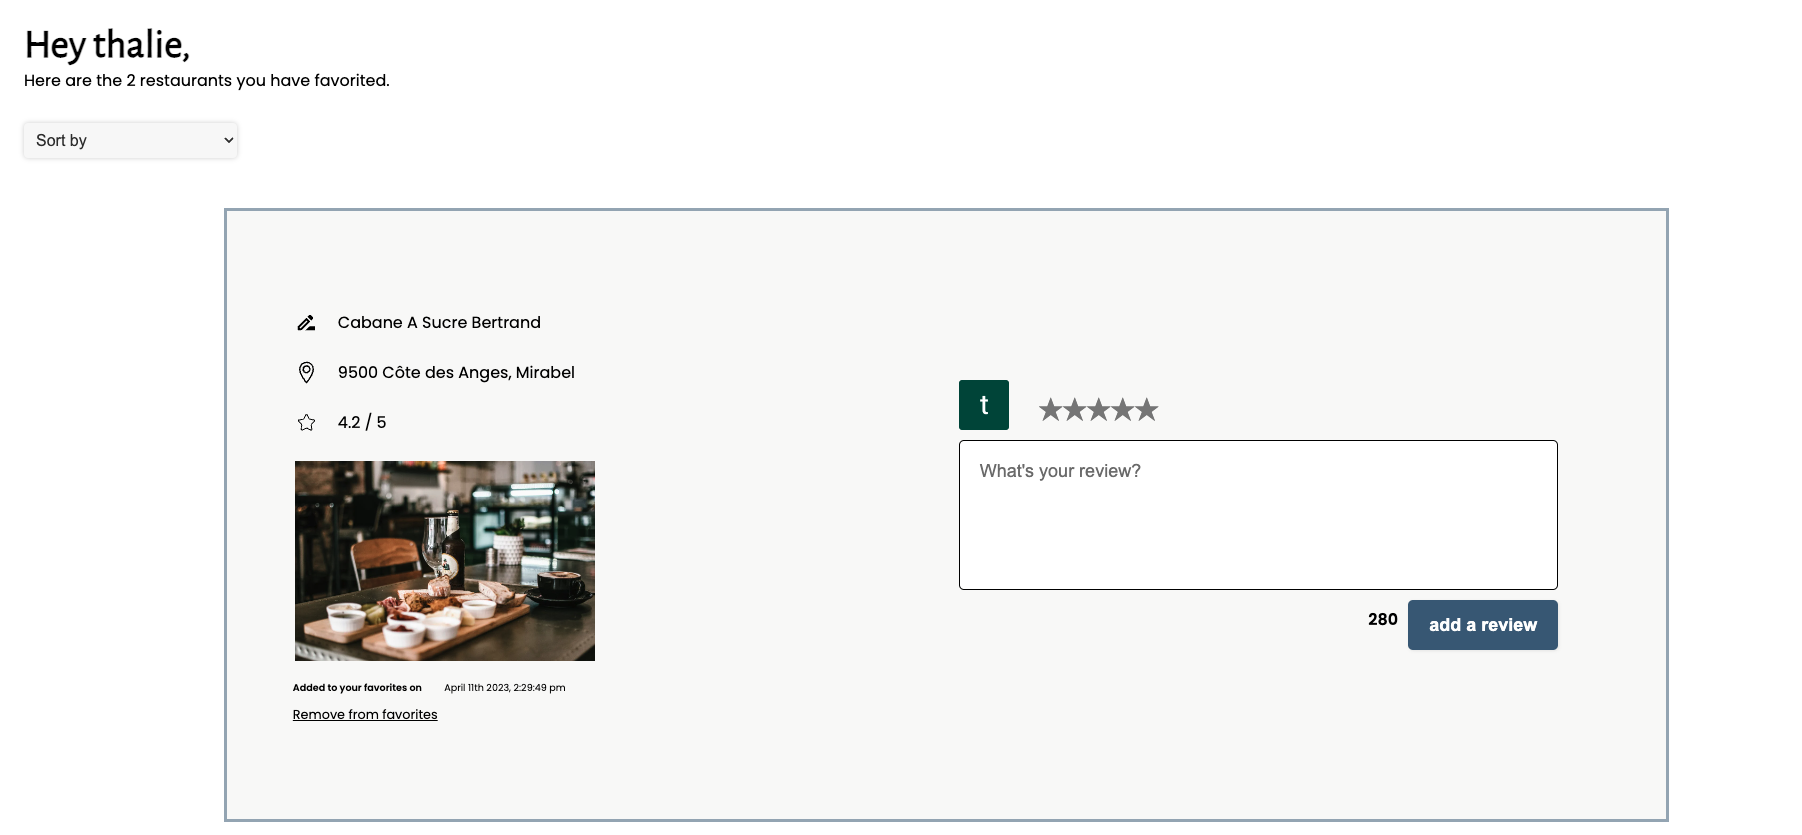 Hey thalie,
Here are the 2 restaurants you have favorited.
Sort by
Cabane A Sucre Bertrand
9500 Côte des Anges, Mirabel
4.2 / 5
Added to your favorites on April 11th 2023, 2:29:49 pm
Remove from favorites
t
What's your review?
280 add a review